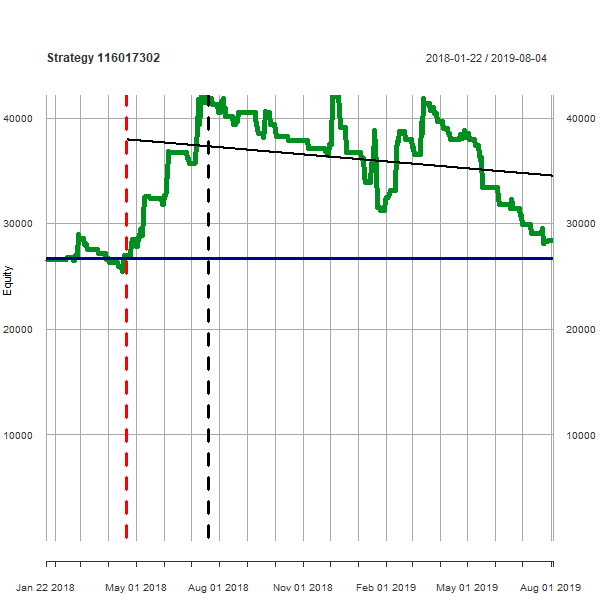 Strategy 116017302
2018-01-22 / 2019-08-04
40000
40000
30000
30000
20000
20000
10000
10000
Equity
Jan 22 2018
May 01 2018
Aug 01 2018
Nov 01 2018
Feb 01 2019
May 01 2019
Aug 01 2019